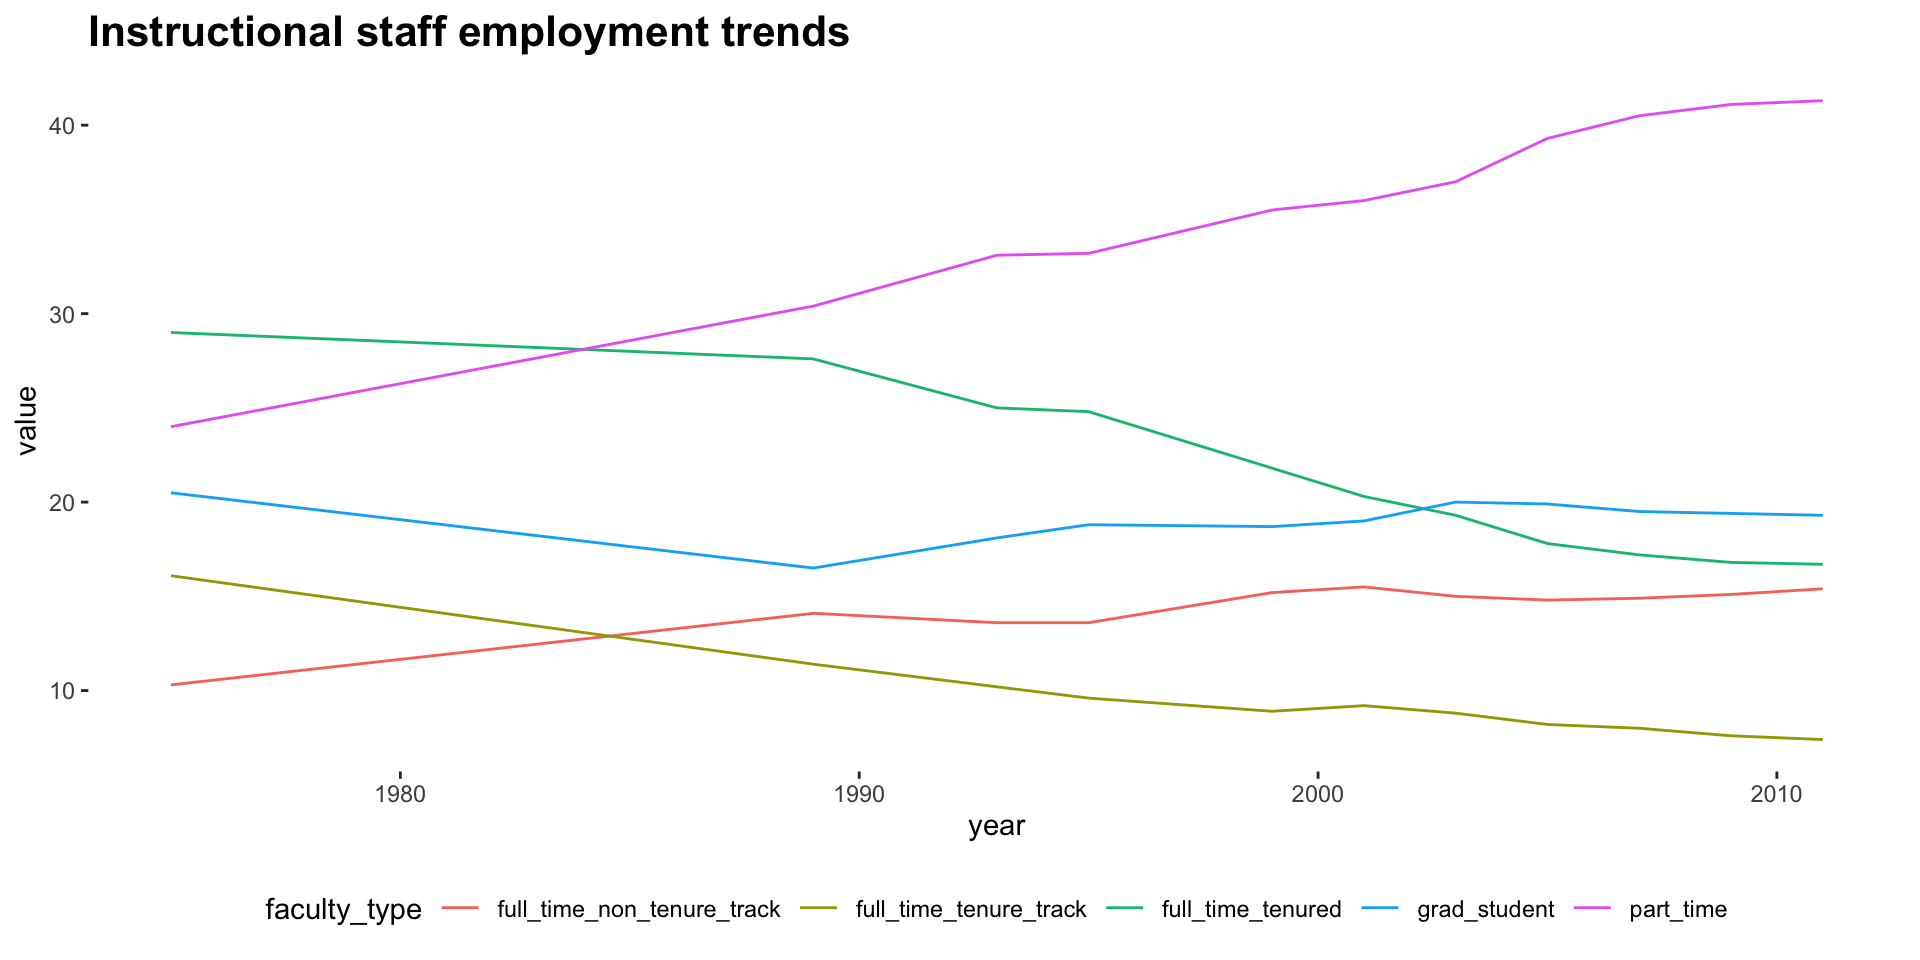 Instructional staff employment trends
40
30
20
10
value
1980 1990 2000 2010
year
faculty_type full_time_non_tenure_track full_time_tenure_track full_time_tenured grad_student part_time